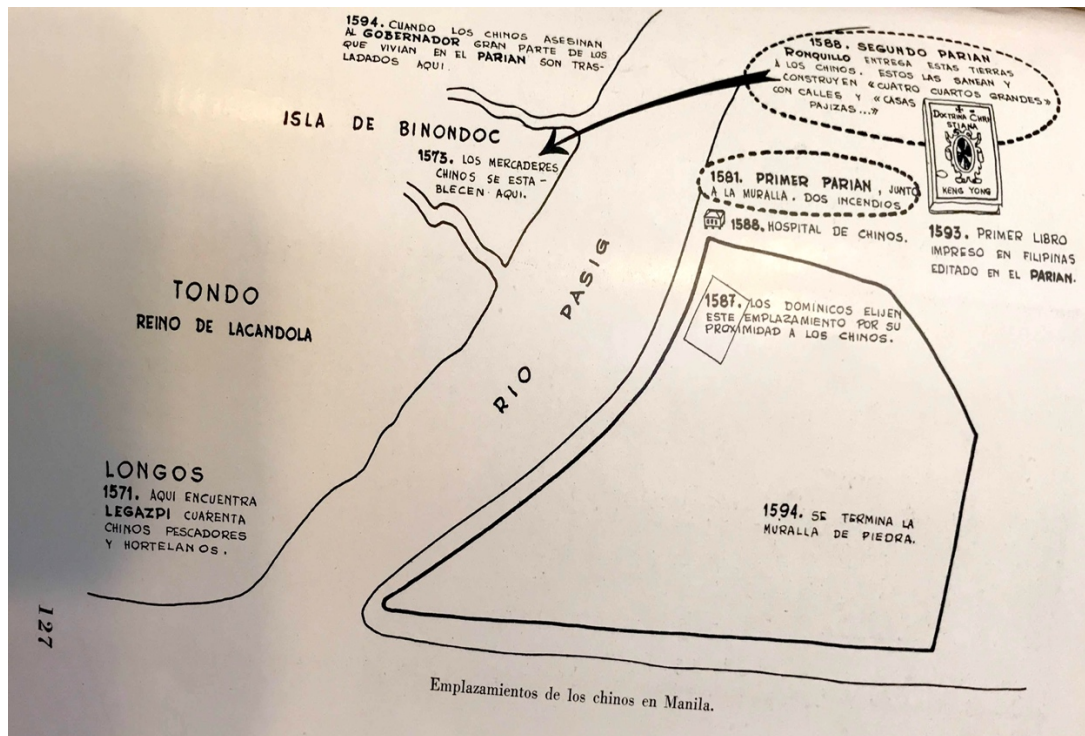 1594. CUANDO LOS CHINOS ASESINAN
AL GOBERNADOR GRAN PARTE DE LOS
QUE VIVIAN EN EL PARIAN SON TRAS-
LADADOS AQUI.
1588. SEGUNDO PARIAN
RONQUILLO ENTREGA ESTAS TIERRAS
A LOS CHINOS. ESTOS LAS SANEAN Y
CONSTRUYEN «CUATRO CUARTOS GRANDES»
CON CALLES Y «CASAS
PAJIZAS...»
DOCTRINA CHRI
STIANA
KENG YONG
ISLA DE BINONDOC
1573. LOS MERCADERES
CHINOS SE ESTA-
BLECEN AQUI.
1581. PRIMER PARIAN, JUNTO
A LA MURALLA. DOS INCENDIOS
1588. HOSPITAL DE CHINOS.
1593. PRIMER LIBRO
IMPRESO EN FILIPINAS
EDITADO EN EL PARIAN.
RIO PASIG
TONDO
REINO DE LACANDOLA
1587. LOS DOMINICOS ELIJEN
ESTE EMPLAZAMIENTO POR SU
PROXIMIDAD A LOS CHINOS.
LONGOS
1571. AQUI ENCUENTRA
LEGAZPI CUARENTA
CHINOS PESCADORES
Y HORTELANOS.
1594. SE TERMINA LA
MURALLA DE PIEDRA.
127
Emplazamientos de los chinos en Manila.